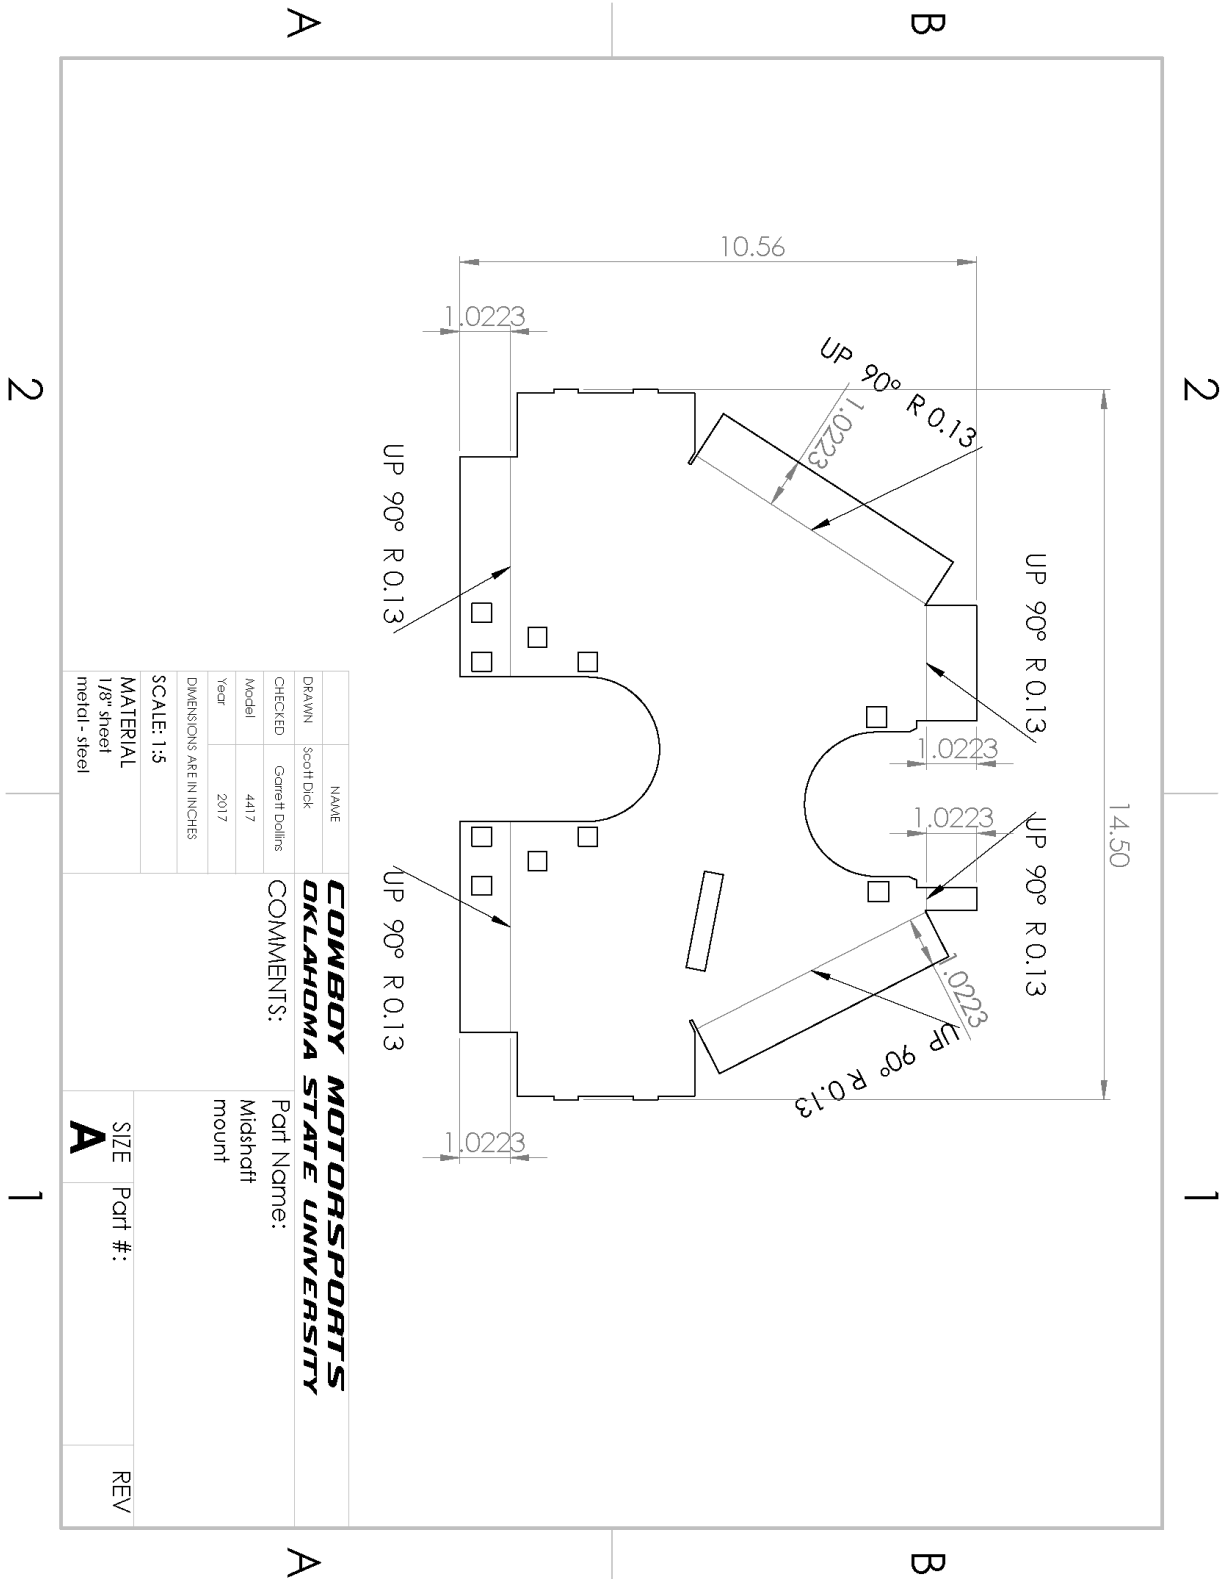 B
B
A
A
2
2
1
1
14.50
10.56
UP 90° R 0.13
1.0223
UP 90° R 0.13
1.0223
1.0223
UP 90° R 0.13
UP 90° R 0.13
1.0223
1.0223
UP 90° R 0.13
UP 90° R 0.13
1.0223
NAME
DRAWN Scott Dick
CHECKED Garrett Dollins
Model 4417
Year 2017
DIMENSIONS ARE IN INCHES
SCALE: 1:5
MATERIAL
1/8" sheet
metal - steel
COWBOY MOTORSPORTS
OKLAHOMA STATE UNIVERSITY
COMMENTS:
Part Name:
Midshaft
mount
SIZE Part #: REV
A